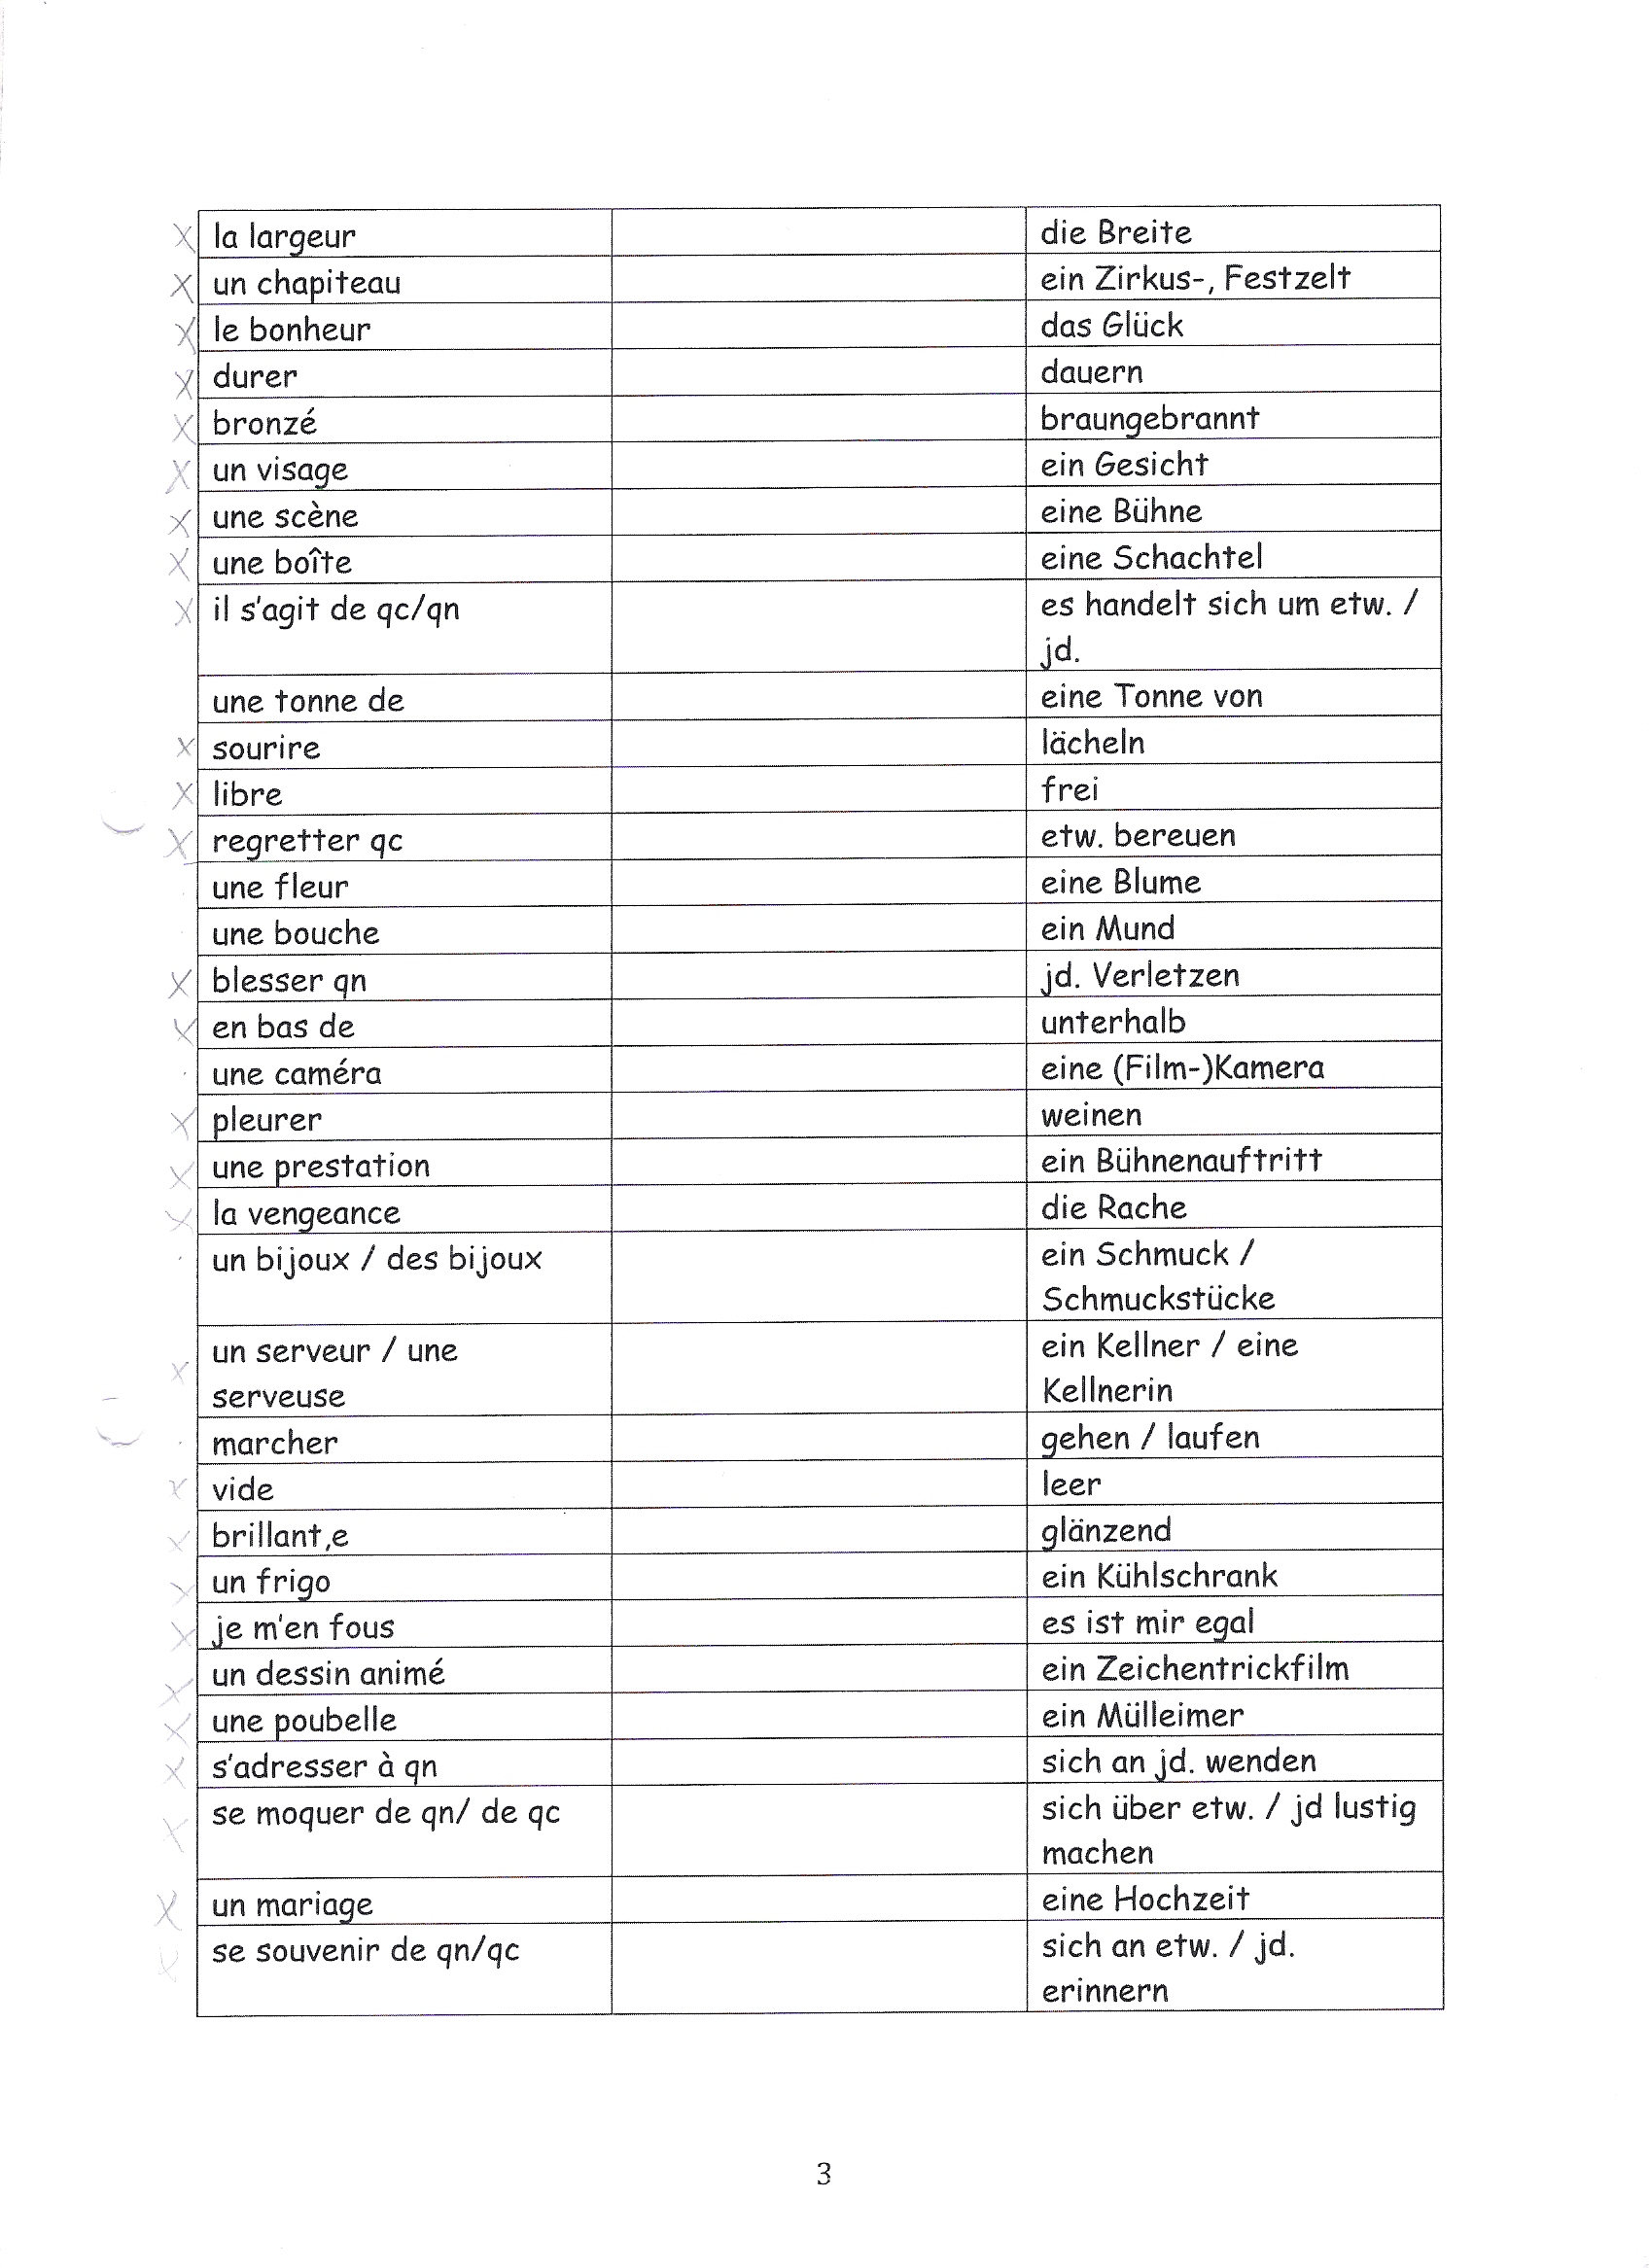 X la largeur die Breite
X un chapiteau ein Zirkus-, Festzelt
X le bonheur das Glück
X durer dauern
X bronzé braungebrannt
X un visage ein Gesicht
X une scène eine Bühne
X une boîte eine Schachtel
X il s'agit de qc/qn es handelt sich um etw. /
jd.
une tonne de eine Tonne von
X sourire lächeln
X libre frei
X regretter qc etw. bereuen
une fleur eine Blume
une bouche ein Mund
X blesser qn jd. Verletzen
X en bas de unterhalb
une caméra eine (Film-)Kamera
X pleurer weinen
X une prestation ein Bühnenauftritt
X la vengeance die Rache
un bijoux / des bijoux ein Schmuck /
Schmuckstücke
X un serveur / une ein Kellner / eine
serveuse Kellnerin
marcher gehen / laufen
X vide leer
X brillant,e glänzend
X un frigo ein Kühlschrank
X je m'en fous es ist mir egal
X un dessin animé ein Zeichentrickfilm
X une poubelle ein Mülleimer
X s'adresser à qn sich an jd. wenden
X se moquer de qn/ de qc sich über etw. / jd lustig
machen
X un mariage eine Hochzeit
X se souvenir de qn/qc sich an etw. / jd.
erinnern
3